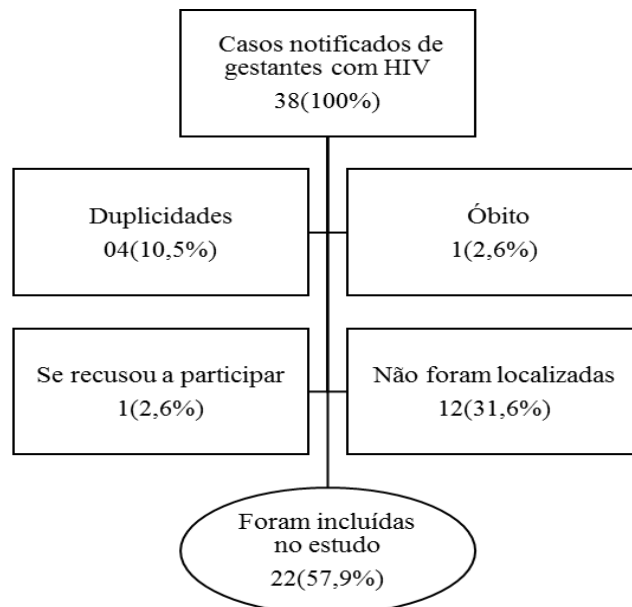 Casos notificados de
gestantes com HIV
38(100%)
Duplicidades
04(10,5%)
Óbito
1(2,6%)
Se recusou a participar
1(2,6%)
Não foram localizadas
12(31,6%)
Foram incluídas
no estudo
22(57,9%)